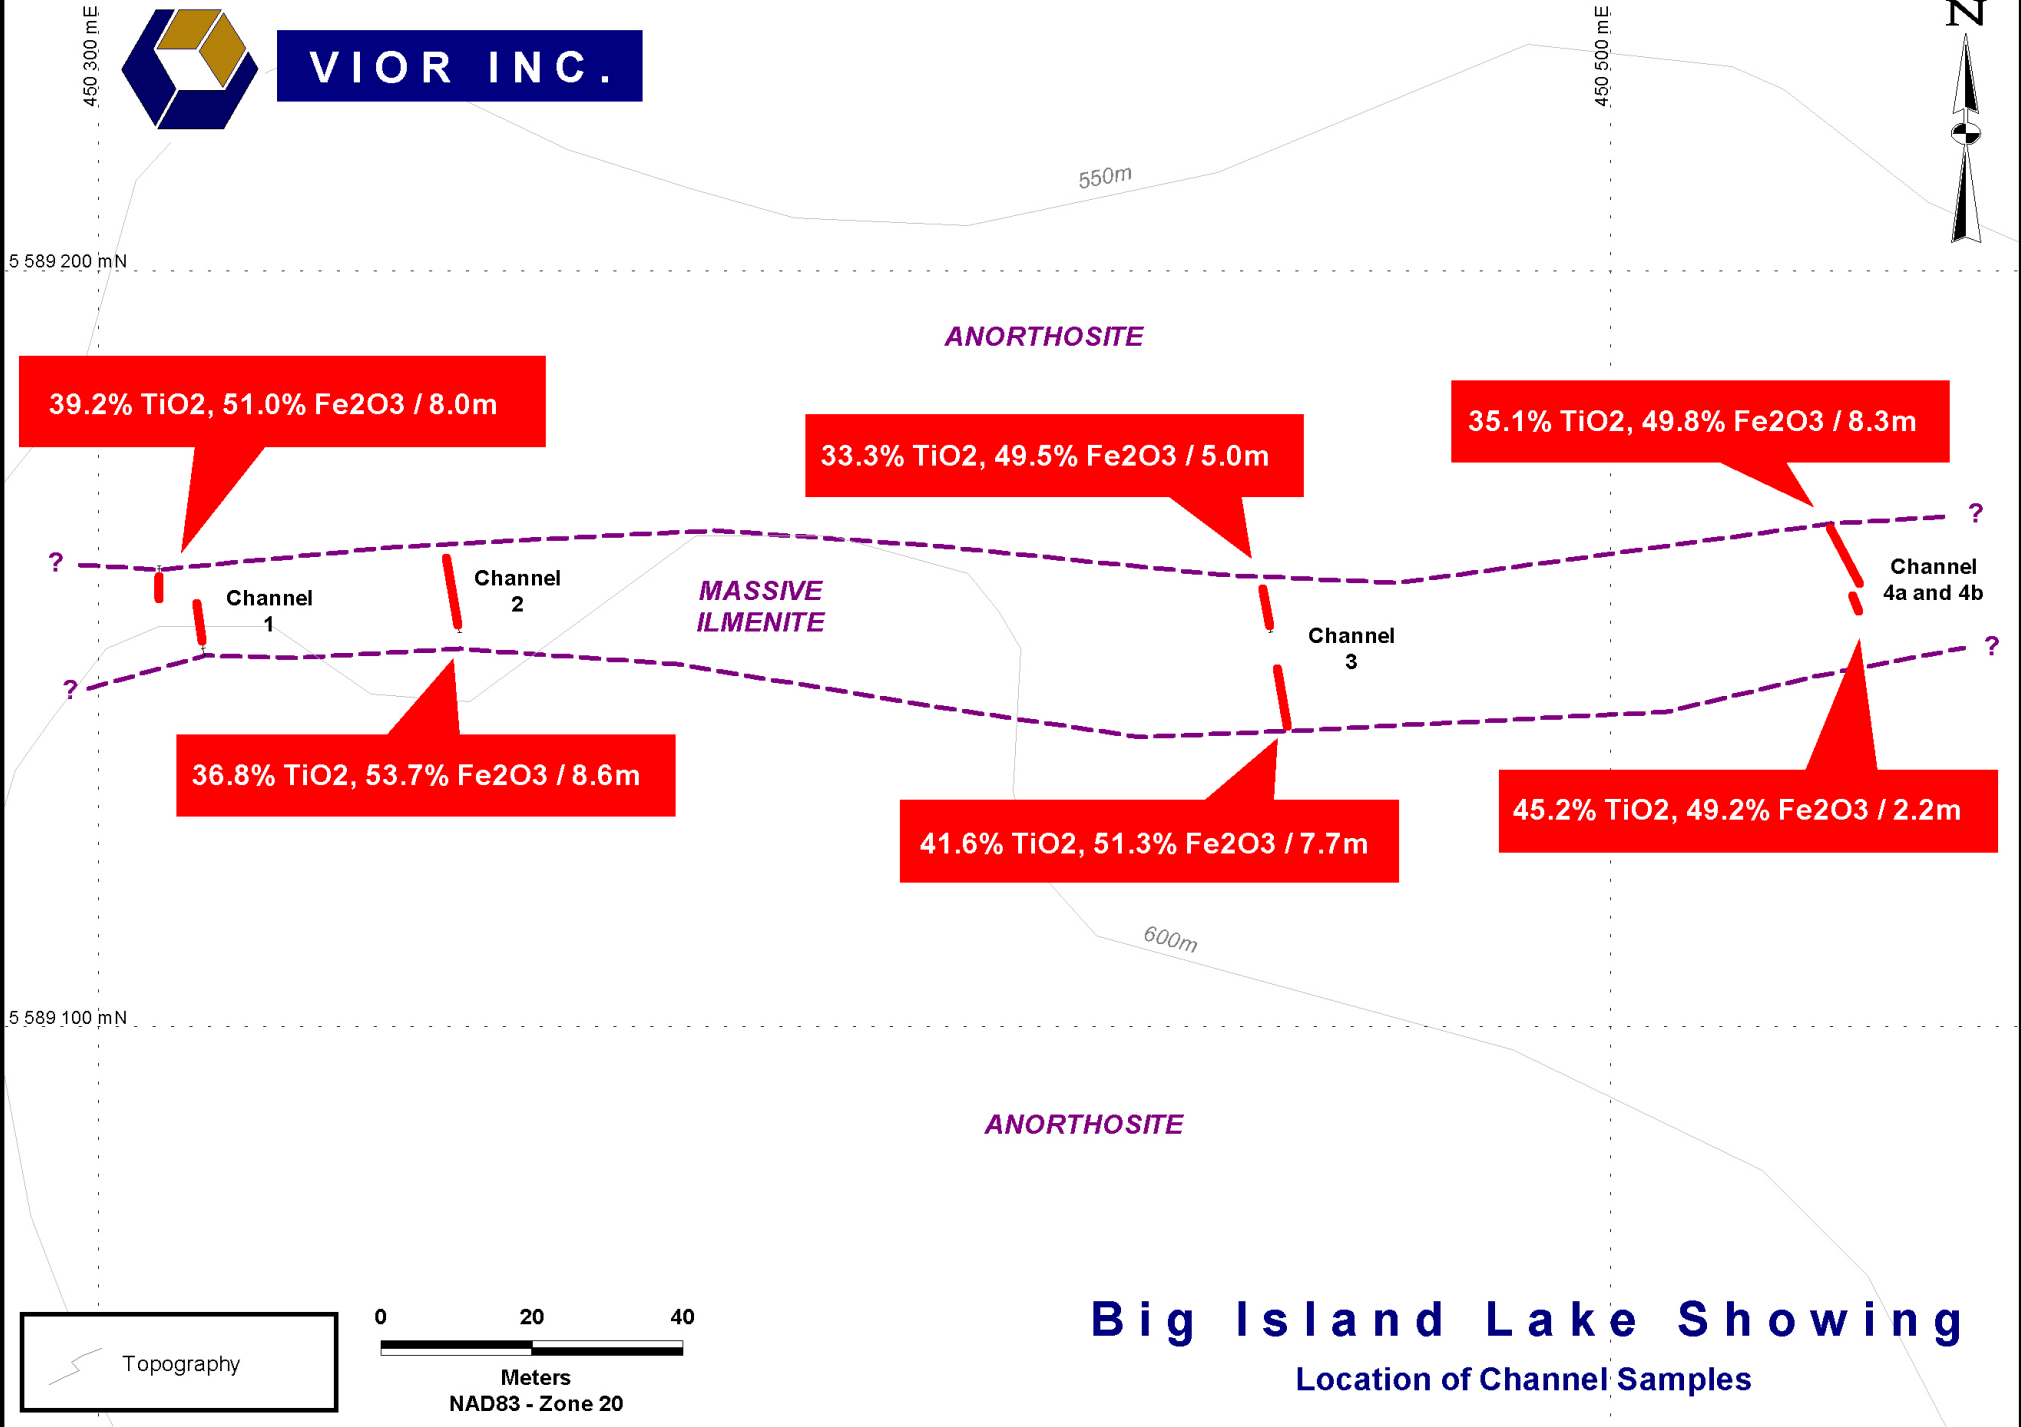 450 300 mE
VIOR INC.
450 500 mE
N
550m
5 589 200 mN
ANORTHOSITE
39.2% TiO2, 51.0% Fe2O3 / 8.0m
33.3% TiO2, 49.5% Fe2O3 / 5.0m
35.1% TiO2, 49.8% Fe2O3 / 8.3m
?
?
Channel
1
Channel
2
MASSIVE
ILMENITE
Channel
3
Channel
4a and 4b
?
?
36.8% TiO2, 53.7% Fe2O3 / 8.6m
41.6% TiO2, 51.3% Fe2O3 / 7.7m
45.2% TiO2, 49.2% Fe2O3 / 2.2m
600m
5 589 100 mN
ANORTHOSITE
Topography
0 20 40
Meters
NAD83 - Zone 20
Big Island Lake Showing
Location of Channel Samples